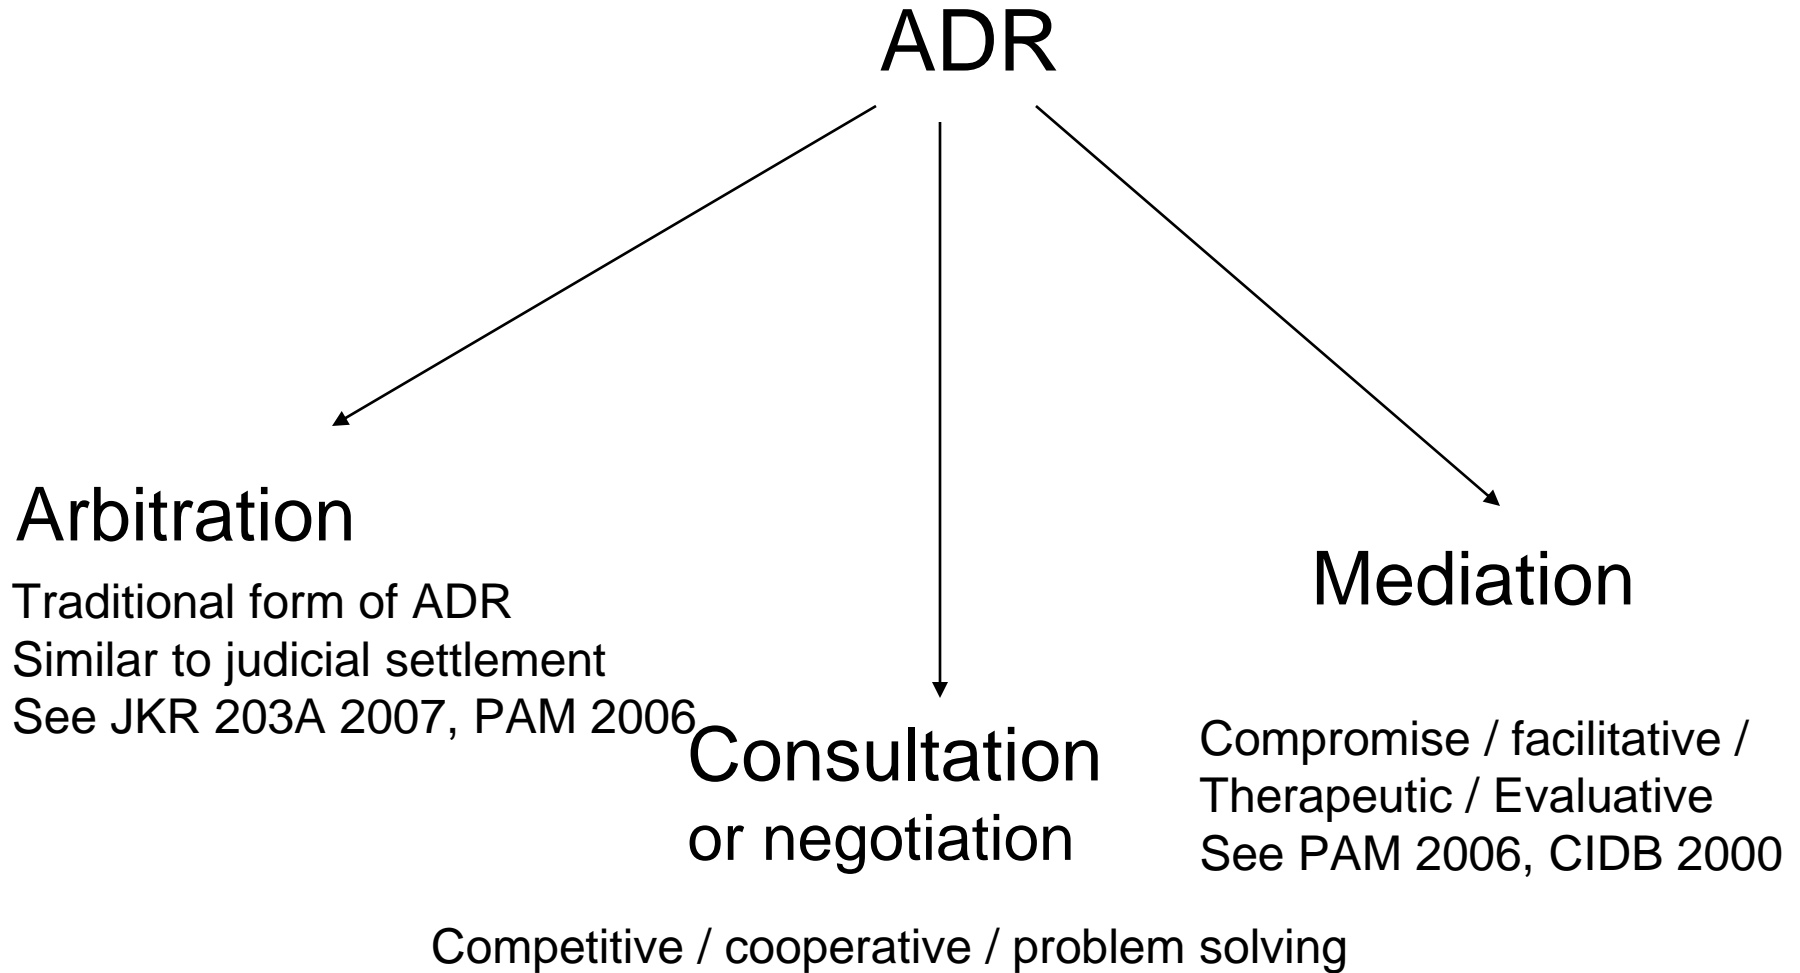 ADR
Arbitration
Traditional form of ADR
Similar to judicial settlement
See JKR 203A 2007, PAM 2006
Consultation
or negotiation
Competitive / cooperative / problem solving
Mediation
Compromise / facilitative /
Therapeutic / Evaluative
See PAM 2006, CIDB 2000